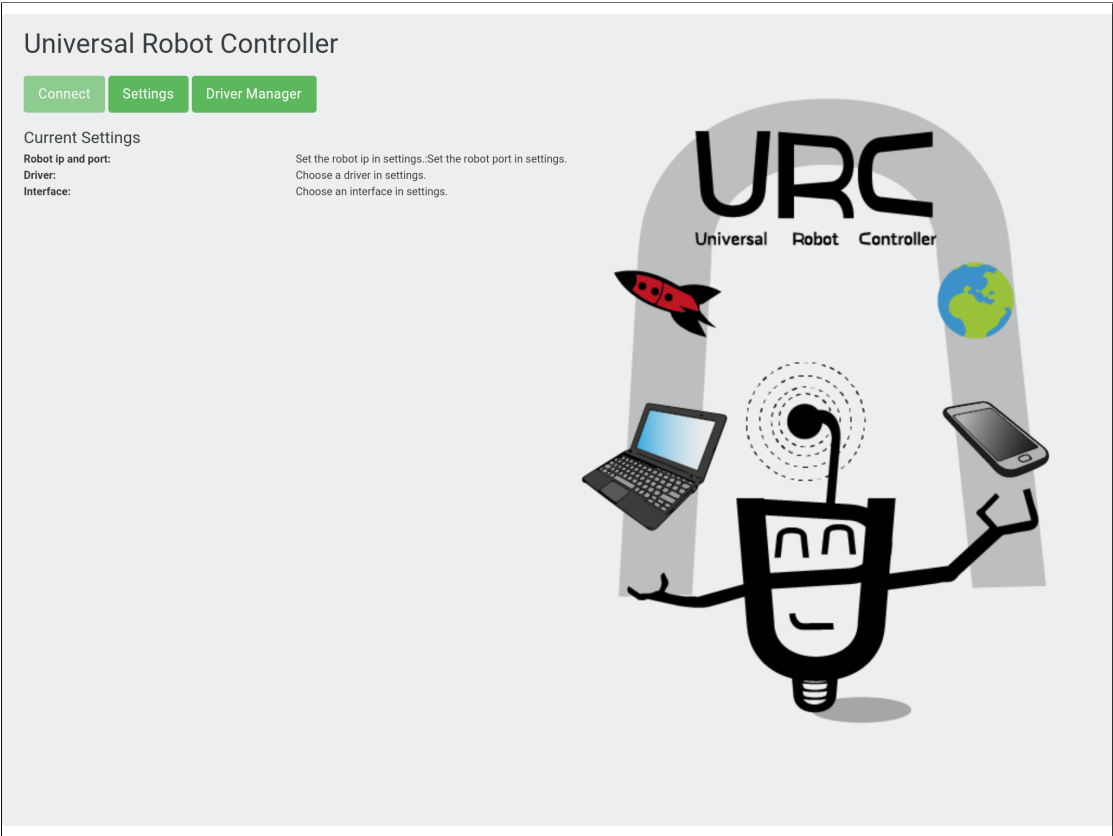 Universal Robot Controller
Connect Settings Driver Manager
Current Settings
Robot ip and port: Set the robot ip in settings.:Set the robot port in settings.
Driver: Choose a driver in settings.
Interface: Choose an interface in settings.
URC
Universal Robot Controller